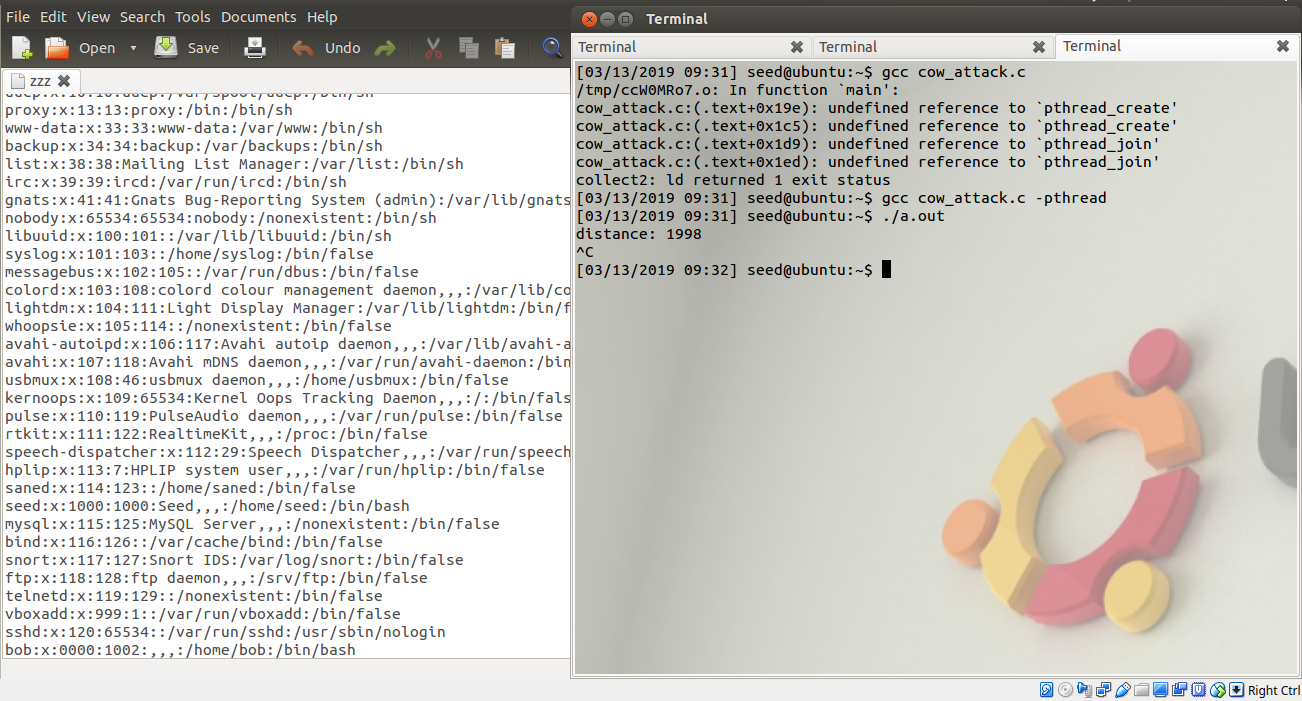 File Edit View Search Tools Documents Help
Open Save Undo
zzz
proxy:x:13:13:proxy:/bin:/bin/sh
www-data:x:33:33:www-data:/var/www:/bin/sh
backup:x:34:34:backup:/var/backups:/bin/sh
list:x:38:38:Mailing List Manager:/var/list:/bin/sh
irc:x:39:39:ircd:/var/run/ircd:/bin/sh
gnats:x:41:41:Gnats Bug-Reporting System (admin):/var/lib/gnats
nobody:x:65534:65534:nobody:/nonexistent:/bin/sh
libuuid:x:100:101::/var/lib/libuuid:/bin/sh
syslog:x:101:103::/home/syslog:/bin/false
messagebus:x:102:105::/var/run/dbus:/bin/false
colord:x:103:108:colord colour management daemon,,,:/var/lib/co
lightdm:x:104:111:Light Display Manager:/var/lib/lightdm:/bin/f
whoopsie:x:105:114::/nonexistent:/bin/false
avahi-autoipd:x:106:117:Avahi autoip daemon,,,:/var/lib/avahi-a
avahi:x:107:118:Avahi mDNS daemon,,,:/var/run/avahi-daemon:/bin
usbmux:x:108:46:usbmux daemon,,,:/home/usbmux:/bin/false
kernoops:x:109:65534:Kernel Oops Tracking Daemon,,,:/:/bin/fals
pulse:x:110:119:PulseAudio daemon,,,:/var/run/pulse:/bin/false
rtkit:x:111:122:RealtimeKit,,,:/proc:/bin/false
speech-dispatcher:x:112:29:Speech Dispatcher,,,:/var/run/speech
hplip:x:113:7:HPLIP system user,,,:/var/run/hplip:/bin/false
saned:x:114:123::/home/saned:/bin/false
seed:x:1000:1000:Seed,,,:/home/seed:/bin/bash
mysql:x:115:125:MySQL Server,,,:/nonexistent:/bin/false
bind:x:116:126::/var/cache/bind:/bin/false
snort:x:117:127:Snort IDS:/var/log/snort:/bin/false
ftp:x:118:128:ftp daemon,,,:/srv/ftp:/bin/false
telnetd:x:119:129::/nonexistent:/bin/false
vboxadd:x:999:1::/var/run/vboxadd:/bin/false
sshd:x:120:65534::/var/run/sshd:/usr/sbin/nologin
bob:x:0000:1002:,,,:/home/bob:/bin/bash
Terminal
Terminal Terminal Terminal
[03/13/2019 09:31] seed@ubuntu:~$ gcc cow_attack.c
/tmp/ccW0MRo7.o: In function `main':
cow_attack.c:(.text+0x19e): undefined reference to `pthread_create'
cow_attack.c:(.text+0x1c5): undefined reference to `pthread_create'
cow_attack.c:(.text+0x1d9): undefined reference to `pthread_join'
cow_attack.c:(.text+0x1ed): undefined reference to `pthread_join'
collect2: ld returned 1 exit status
[03/13/2019 09:31] seed@ubuntu:~$ gcc cow_attack.c -pthread
[03/13/2019 09:31] seed@ubuntu:~$ ./a.out
distance: 1998
^C
[03/13/2019 09:32] seed@ubuntu:~$
Right Ctrl